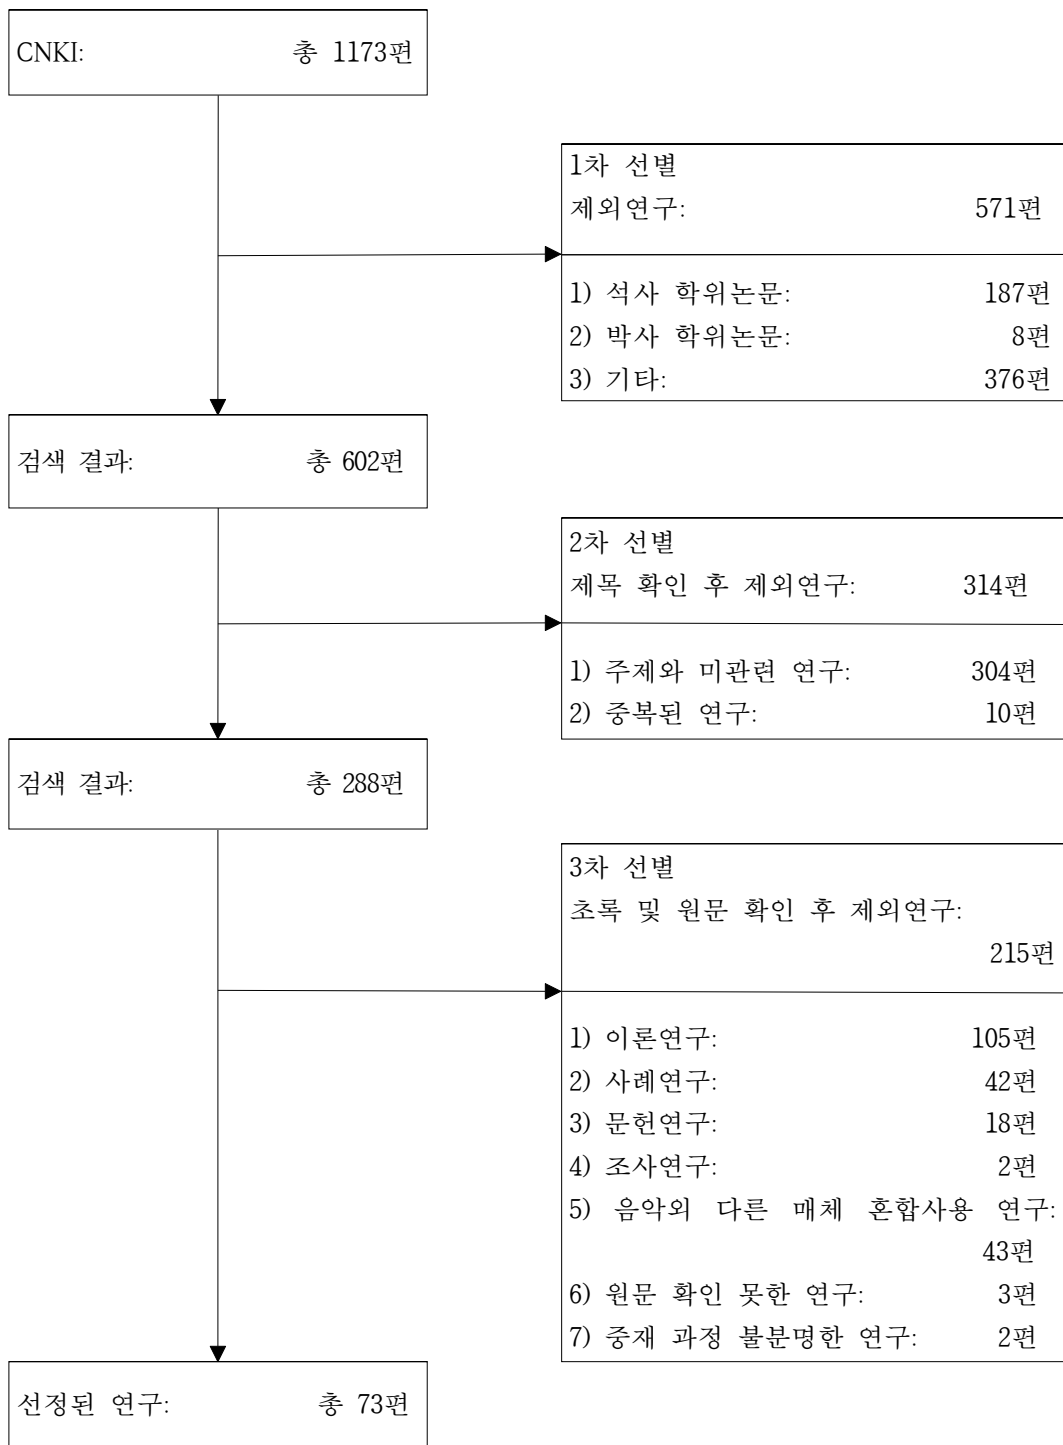 CNKI: 총 1173편
1차 선별
제외연구: 571편
1) 석사 학위논문: 187편
2) 박사 학위논문: 8편
3) 기타: 376편
검색 결과: 총 602편
2차 선별
제목 확인 후 제외연구: 314편
1) 주제와 미관련 연구: 304편
2) 중복된 연구: 10편
검색 결과: 총 288편
3차 선별
초록 및 원문 확인 후 제외연구:
215편
1) 이론연구: 105편
2) 사례연구: 42편
3) 문헌연구: 18편
4) 조사연구: 2편
5) 음악외 다른 매체 혼합사용 연구:
43편
6) 원문 확인 못한 연구: 3편
7) 중재 과정 불분명한 연구: 2편
선정된 연구: 총 73편